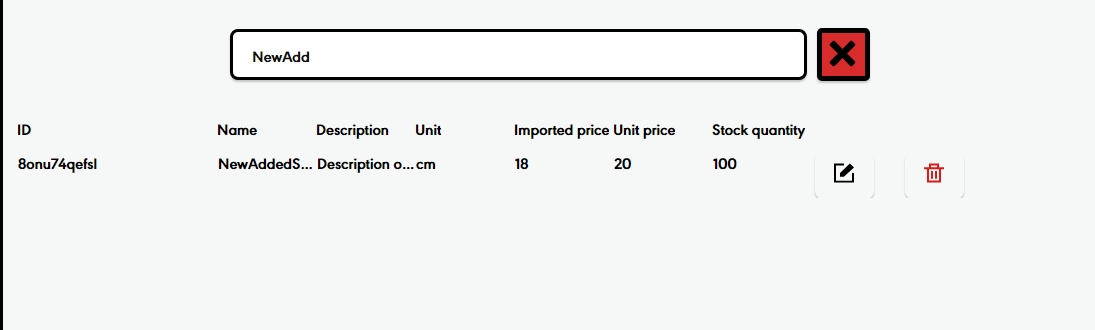 NewAdd
ID Name Description Unit Imported price Unit price Stock quantity
8onu74qefsl NewAddedS... Description o... cm 18 20 100